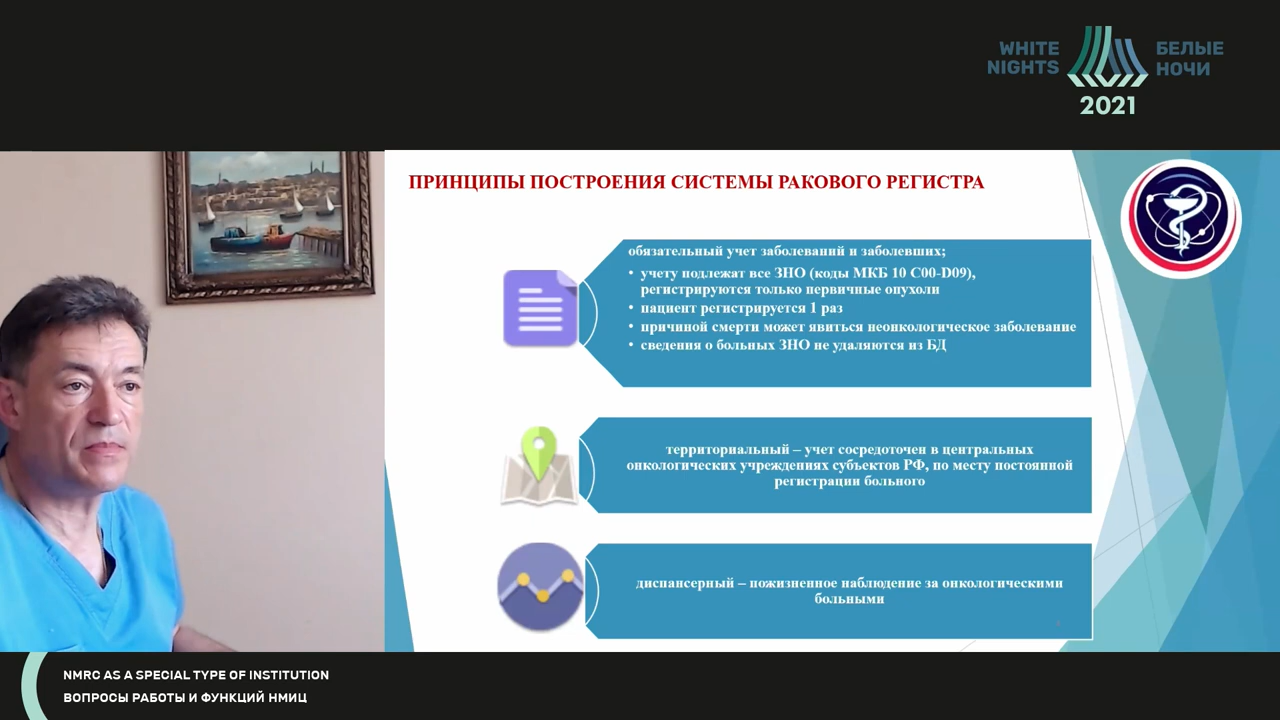 WHITE NIGHTS
БЕЛЫЕ НОЧИ
2021
ПРИНЦИПЫ ПОСТРОЕНИЯ СИСТЕМЫ РАКОВОГО РЕГИСТРА
обязательный учет заболеваний и заболевших;
• учету подлежат все ЗНО (коды МКБ 10 С00-D09),
регистрируются только первичные опухоли
• пациент регистрируется 1 раз
• причиной смерти может явиться неонкологическое заболевание
• сведения о больных ЗНО не удаляются из БД
территориальный – учет сосредоточен в центральных
онкологических учреждениях субъектов РФ, по месту постоянной
регистрации больного
диспансерный – пожизненное наблюдение за онкологическими
больными
NMRC AS A SPECIAL TYPE OF INSTITUTION
ВОПРОСЫ РАБОТЫ И ФУНКЦИЙ НМИЦ